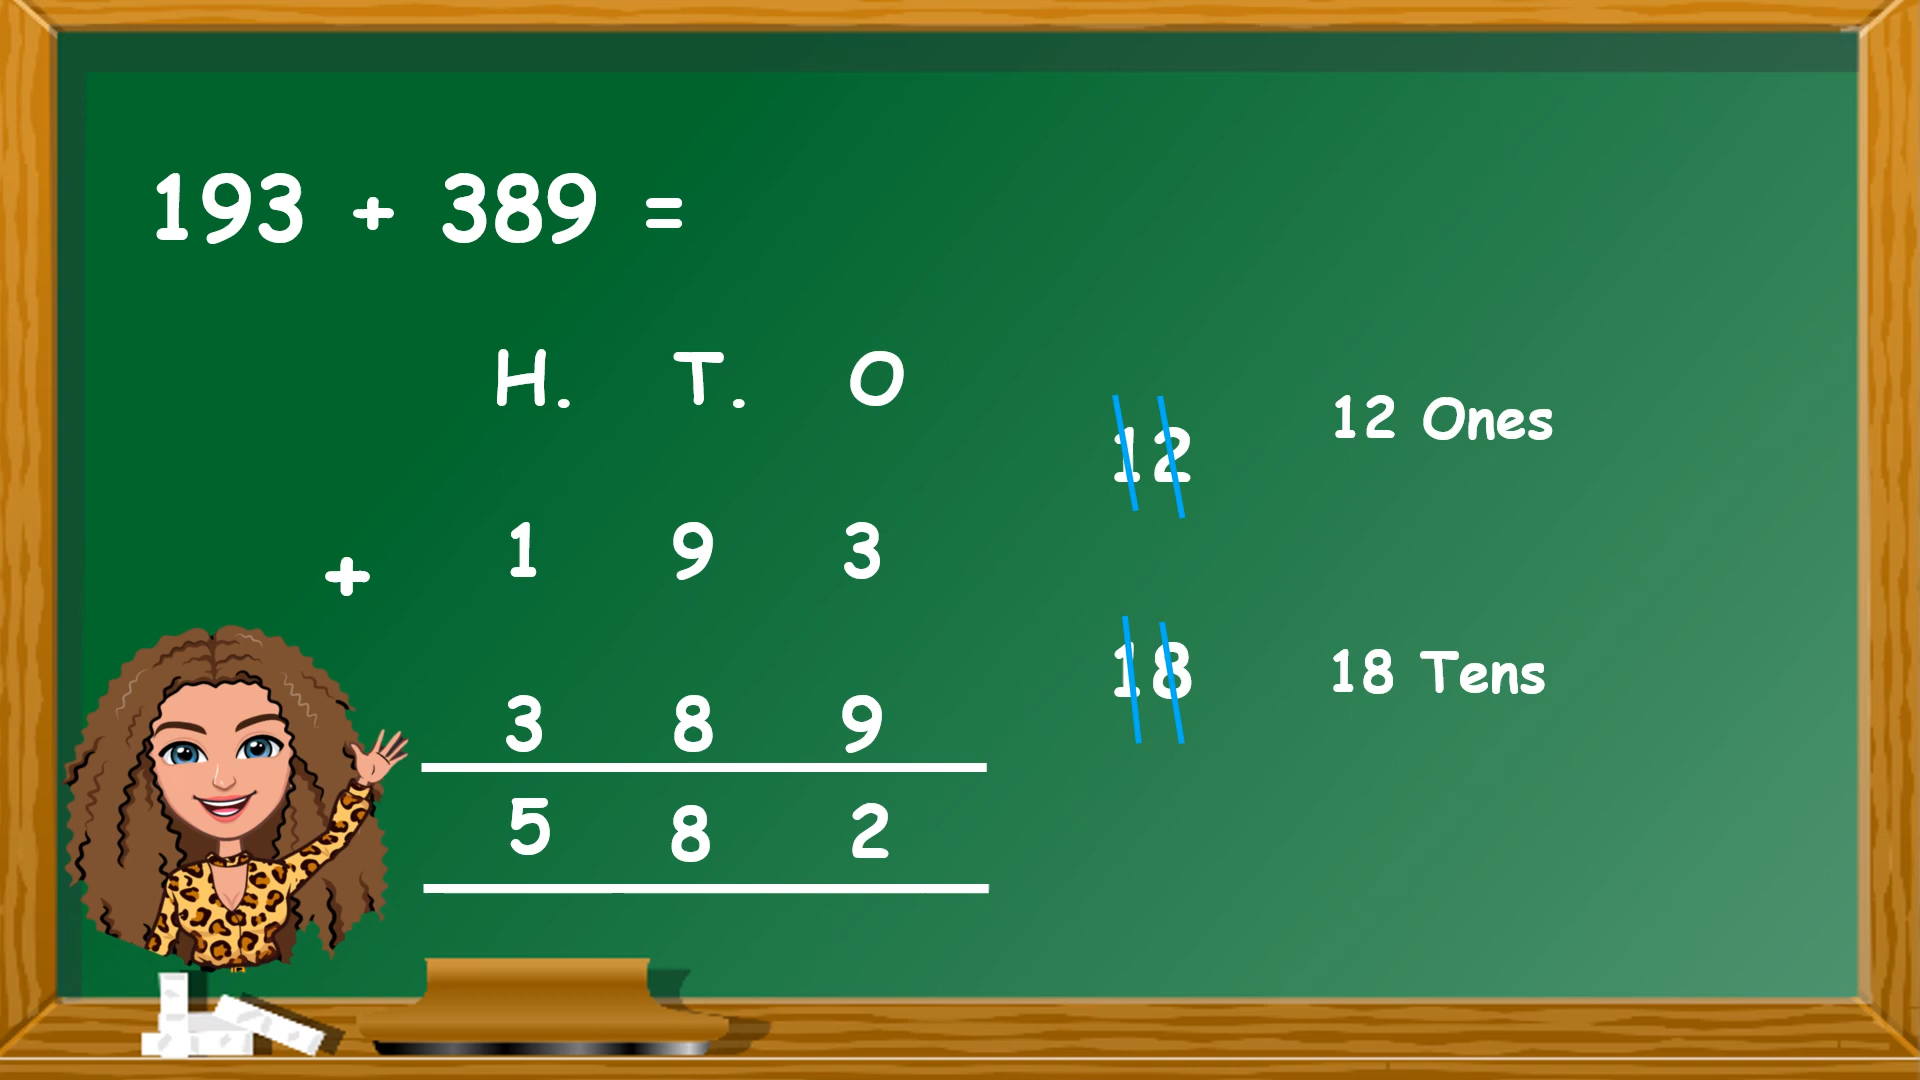 193 + 389 =
H. T. O
12 12 Ones
1 9 3
+
18 18 Tens
3 8 9
5 8 2